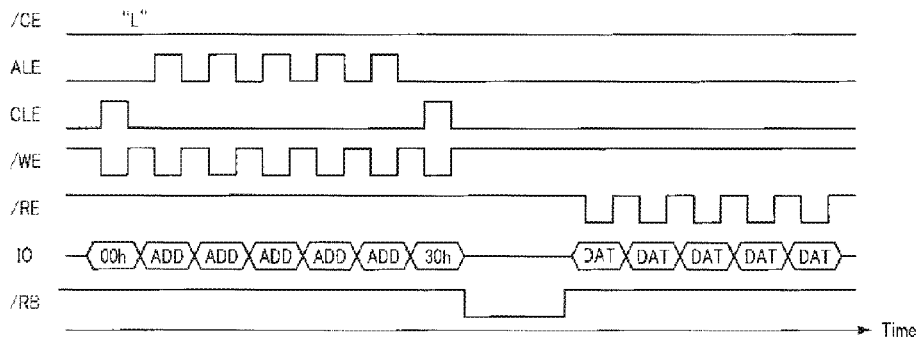 /CE "L"
ALE
CLE
/WE
/RE
IO 00h ADD ADD ADD ADD ADD 30h DAT DAT DAT DAT DAT
/RB
Time